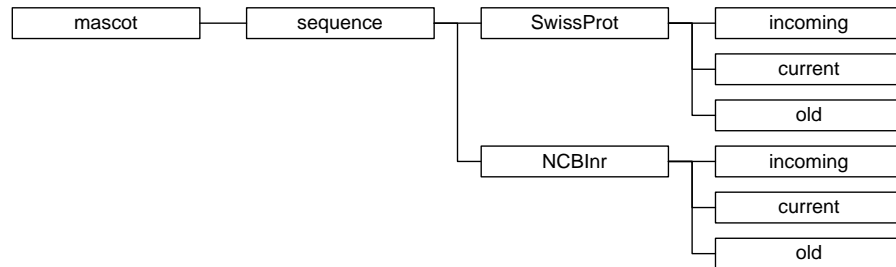 mascot
sequence
SwissProt
incoming
current
old
NCBInr
incoming
current
old